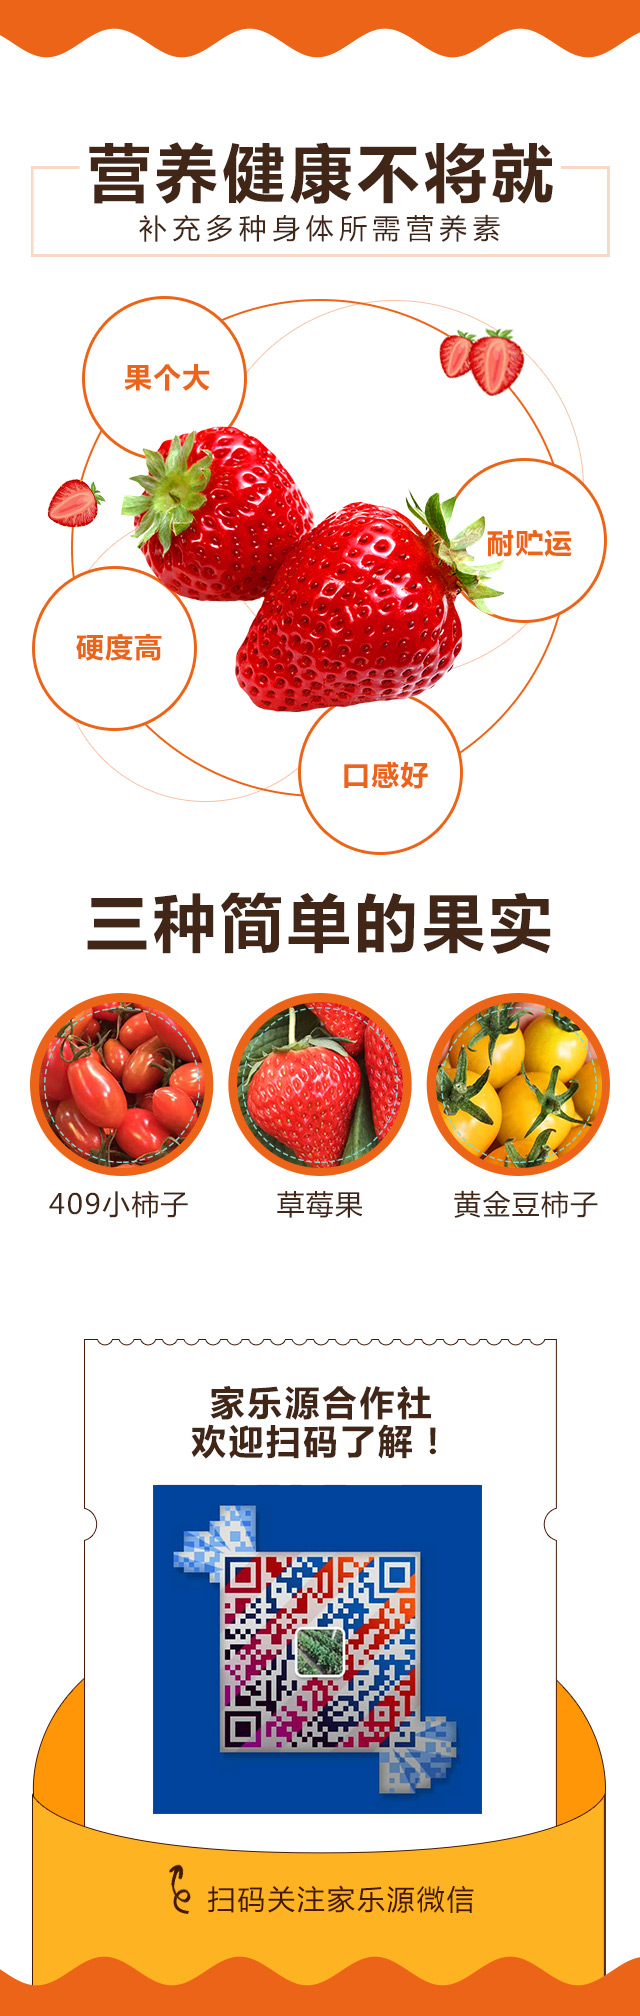 营养健康不将就
补充多种身体所需营养素
果个大
耐贮运
硬度高
口感好
三种简单的果实
409小柿子
草莓果
黄金豆柿子
家乐源合作社
欢迎扫码了解！
扫码关注家乐源微信